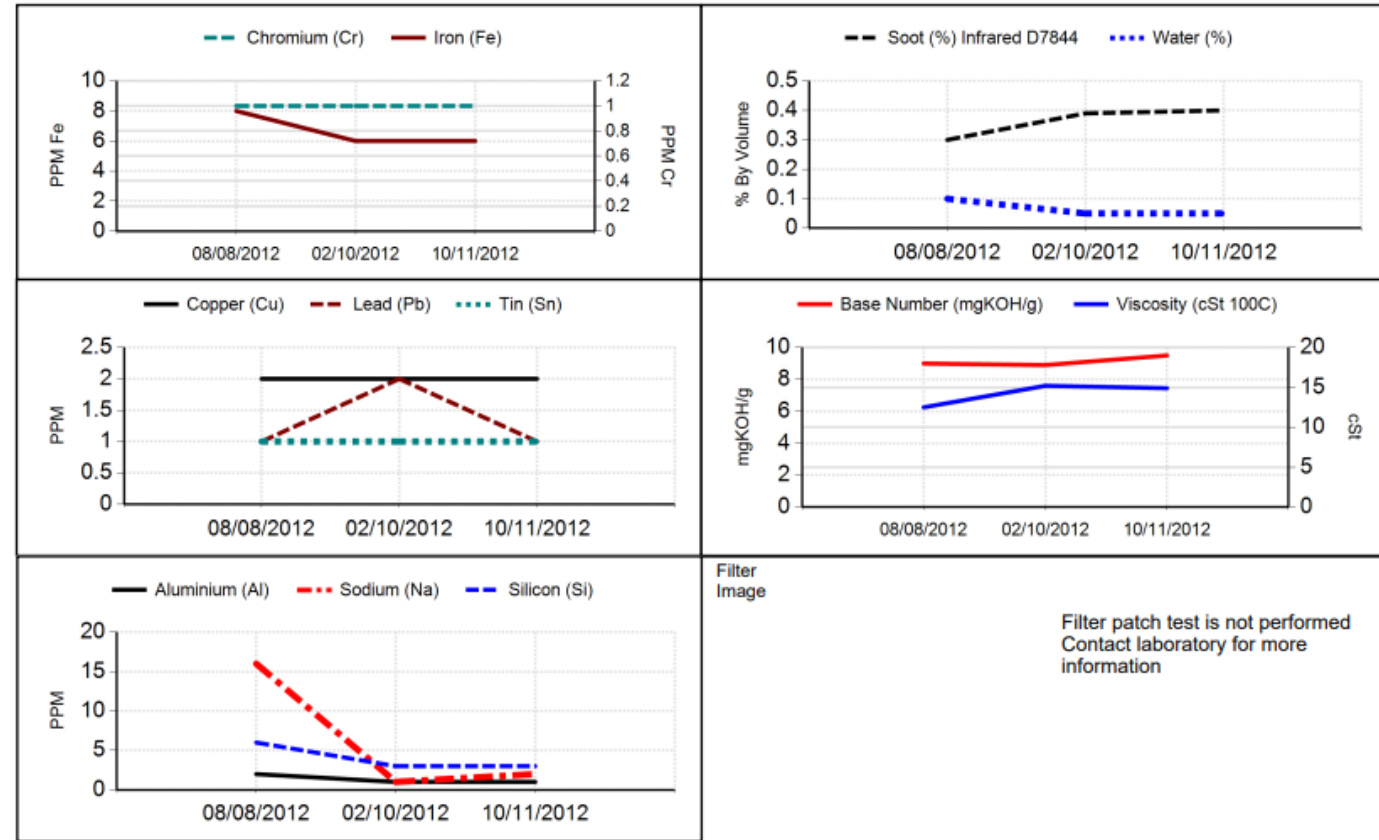 Chromium (Cr) Iron (Fe)
PPM Fe
10
8
6
4
2
0
1.2
1
0.8
0.6
0.4
0.2
0
PPM Cr
08/08/2012 02/10/2012 10/11/2012
Soot (%) Infrared D7844 Water (%)
% By Volume
0.5
0.4
0.3
0.2
0.1
0
08/08/2012 02/10/2012 10/11/2012
Copper (Cu) Lead (Pb) Tin (Sn)
PPM
2.5
2
1.5
1
0.5
0
08/08/2012 02/10/2012 10/11/2012
Base Number (mgKOH/g) Viscosity (cSt 100C)
mgKOH/g
10
8
6
4
2
0
20
15
10
5
0
cSt
08/08/2012 02/10/2012 10/11/2012
Aluminium (Al) Sodium (Na) Silicon (Si)
PPM
20
15
10
5
0
08/08/2012 02/10/2012 10/11/2012
Filter
Image
Filter patch test is not performed
Contact laboratory for more
information